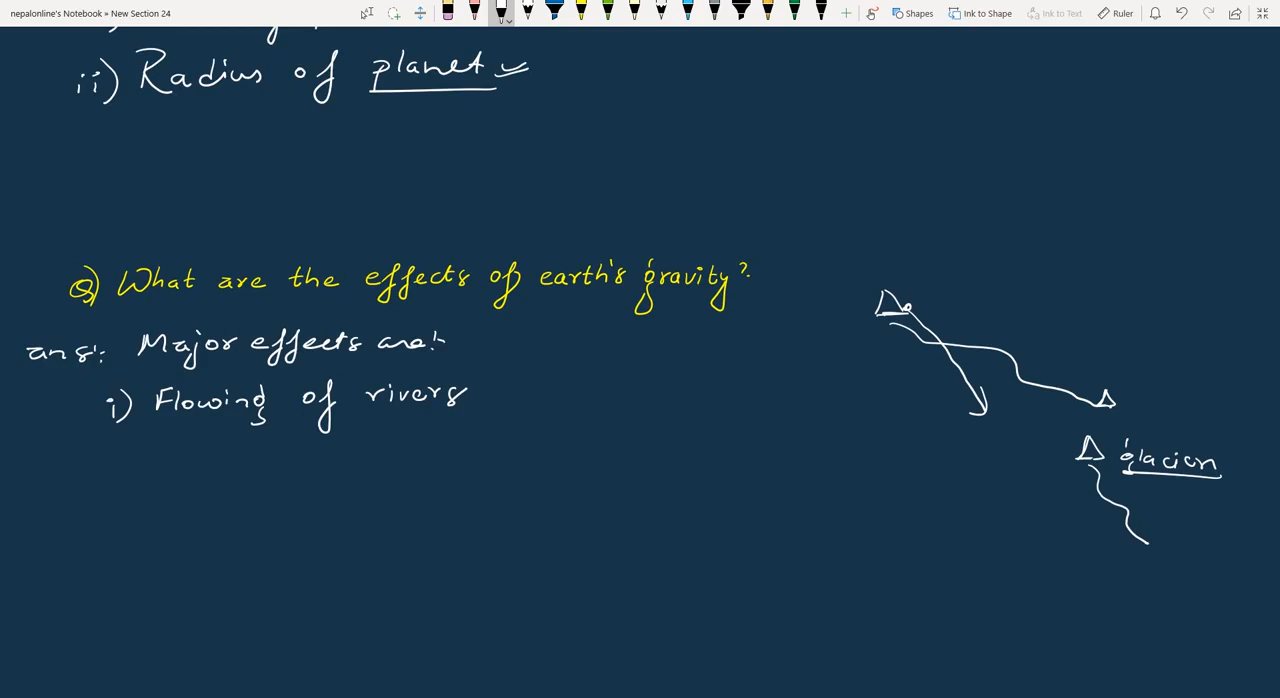 nepalonline's Notebook » New Section 24
Shapes Ink to Shape Ink to Text Ruler
ii) Radius of planet
Q) What are the effects of earth's gravity?
ans: Major effects are:
i) Flowing of rivers